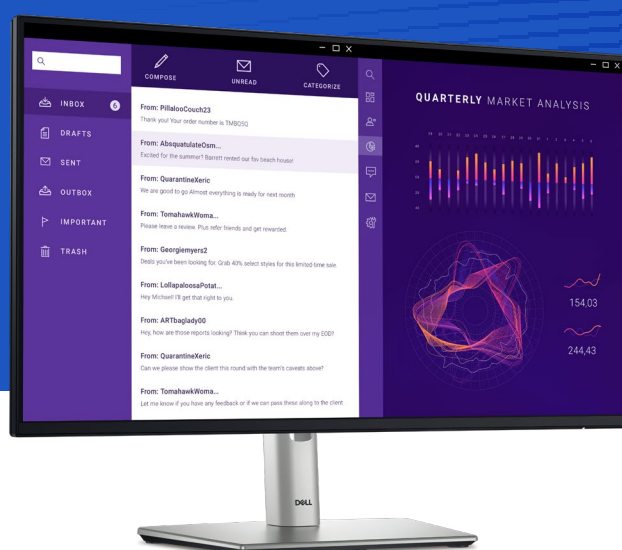 COMPOSE
UNREAD
CATEGORIZE
INBOX 6
DRAFTS
SENT
OUTBOX
IMPORTANT
TRASH
From: PillalooCouch23
Thank you! Your order number is TMBQ5Q
From: AbsquatulateOsm...
Excited for the summer? Barrett rented our fav beach house!
From: QuarantineXeric
We are good to go Almost everything is ready for next month
From: TomahawkWoma...
Please leave a review. Plus refer friends and get rewarded
From: Georgiemyers2
Deals you've been looking for. Grab 40% select styles for this limited time sale.
From: LollapaloosaPotat...
Hey Michael! I'll get that right to you.
From: ARTbaglady00
Hey, how are those reports looking? Think you can shoot them over my EOD?
From: QuarantineXeric
Can we please show the client this round with the team's caveats above?
From: TomahawkWoma...
Let me know if you have any feedback or if we can pass these along to the client
QUARTERLY MARKET ANALYSIS
154,03
244,43
DELL